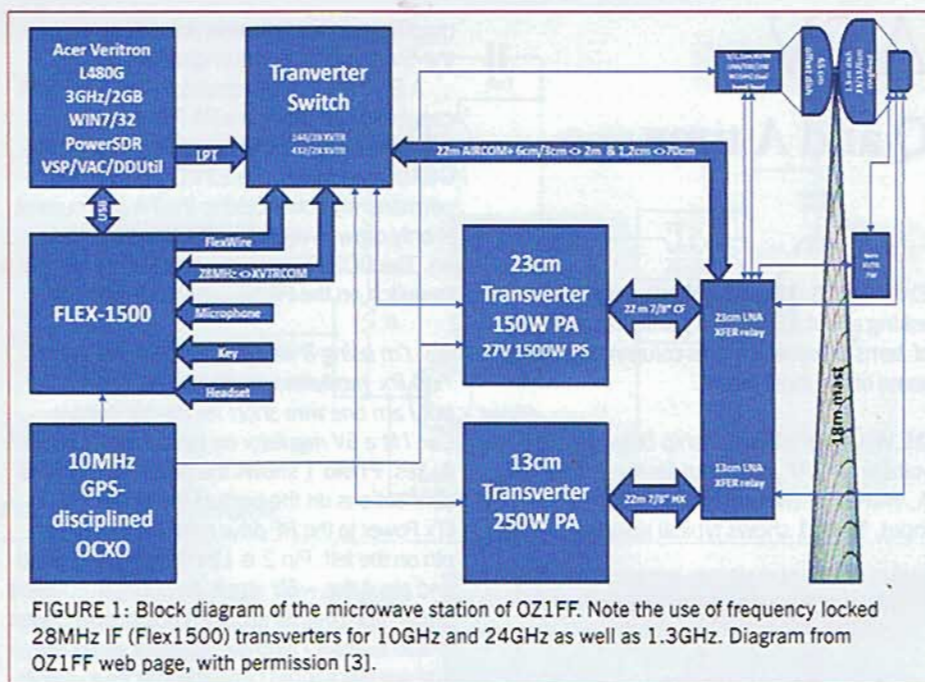 Acer Veritron
L480G
3GHz/2GB
WIN7/32
PowerSDR
VSP/VAC/DDUtil
LPT
Tranverter
Switch
144/28 XVTR
432/28 XVTR
22m AIRCOM+ 6cm/3cm <> 2m & 1,2cm <>70cm
USB
FlexWire
28MHz <>XVTRCOM
Microphone
Key
Headset
FLEX-1500
10MHz
GPS-
disciplined
OCXO
23cm
Transverter
150W PA
27V 1500W PS
22 m 7/8" CF
13cm
Transverter
250W PA
22m 7/8" HX
23cm LNA
XFER relay
13cm LNA
XFER relay
18m mast
FIGURE 1: Block diagram of the microwave station of OZ1FF. Note the use of frequency locked
28MHz IF (Flex1500) transverters for 10GHz and 24GHz as well as 1.3GHz. Diagram from
OZ1FF web page, with permission [3].